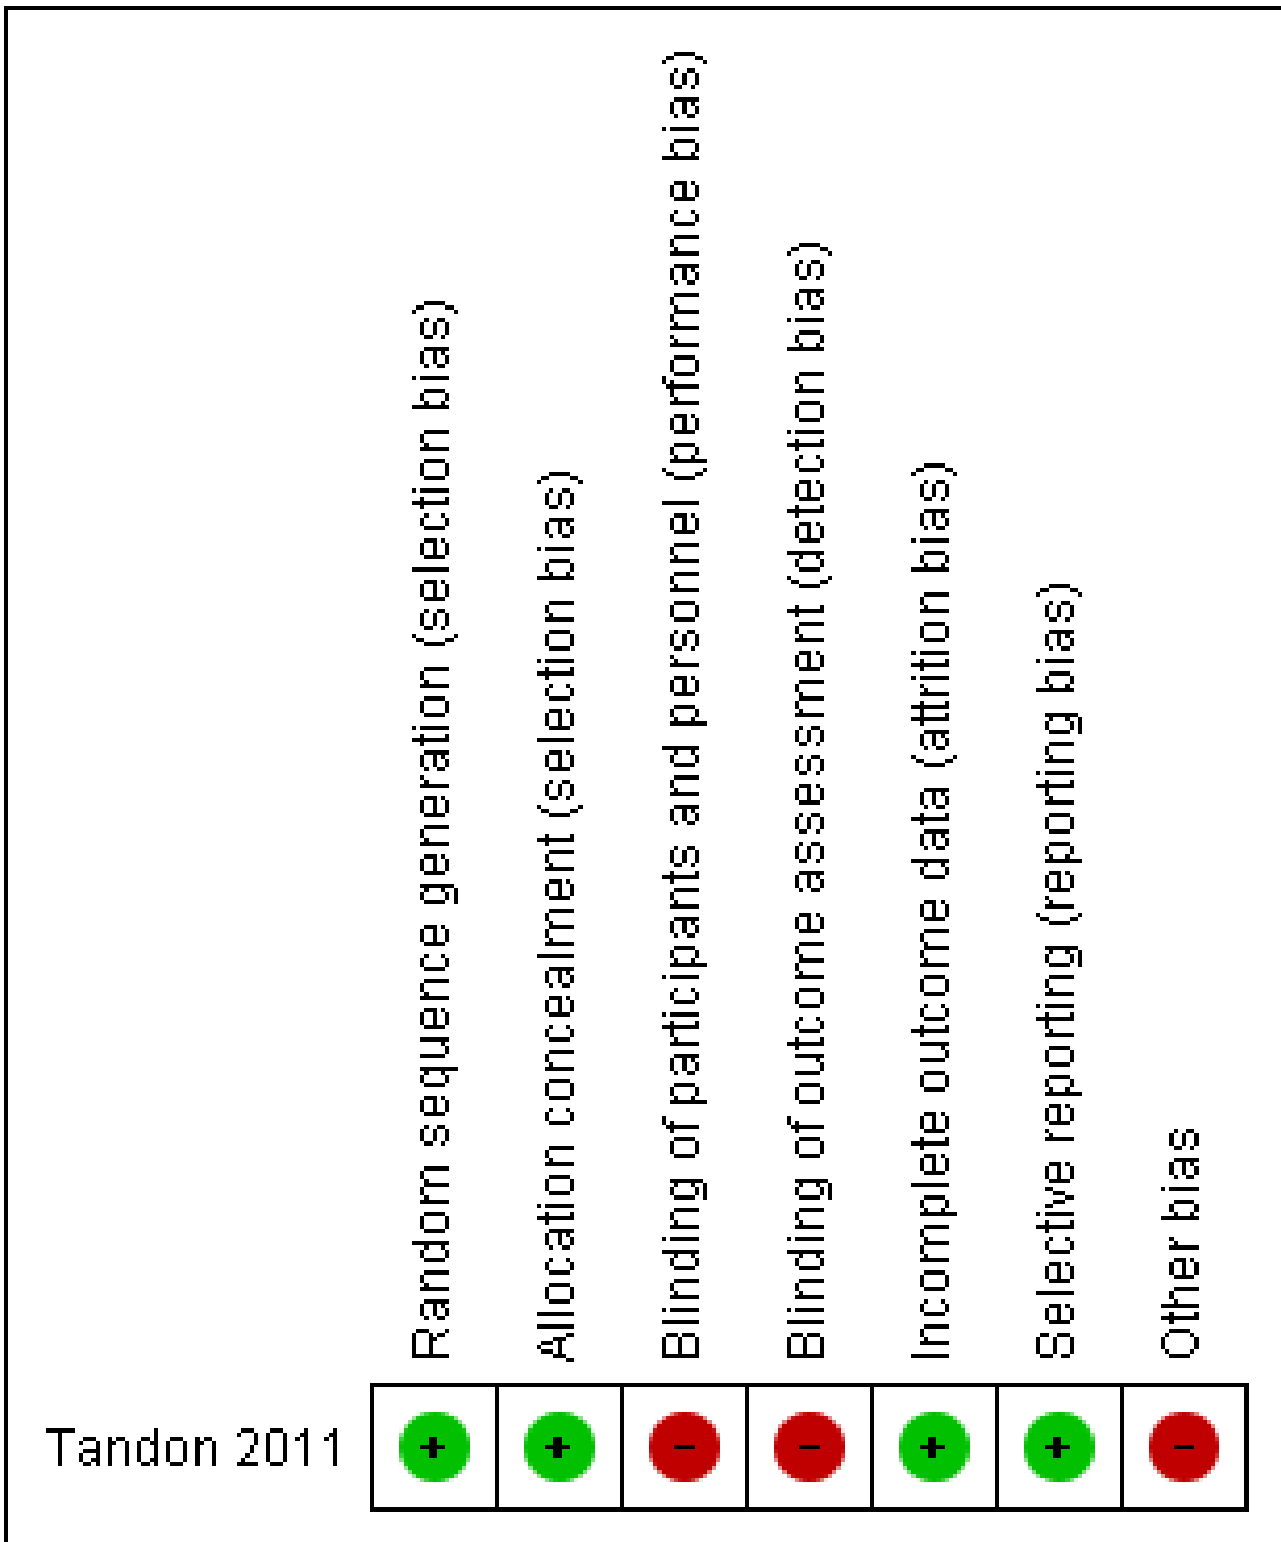 Random sequence generation (selection bias)
Allocation concealment (selection bias)
Blinding of participants and personnel (performance bias)
Blinding of outcome assessment (detection bias)
Incomplete outcome data (attrition bias)
Selective reporting (reporting bias)
Other bias
Tandon 2011 + + - - + + -